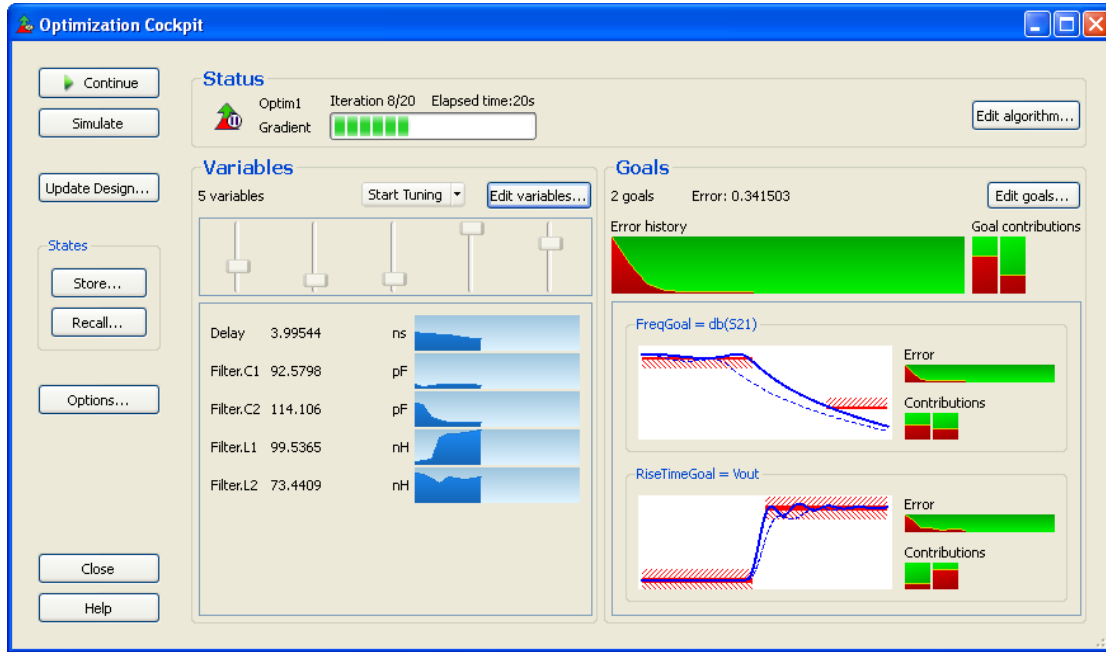 Optimization Cockpit
Continue
Simulate
Update Design...
States
Store...
Recall...
Options...
Close
Help
Status
Optim1 Iteration 8/20 Elapsed time:20s
Gradient
Edit algorithm...
Variables
5 variables Start Tuning Edit variables...
Delay 3.99544 ns
Filter.C1 92.5798 pF
Filter.C2 114.106 pF
Filter.L1 99.5365 nH
Filter.L2 73.4409 nH
Goals
2 goals Error: 0.341503 Edit goals...
Error history Goal contributions
FreqGoal = db(S21)
Error
Contributions
RiseTimeGoal = Vout
Error
Contributions